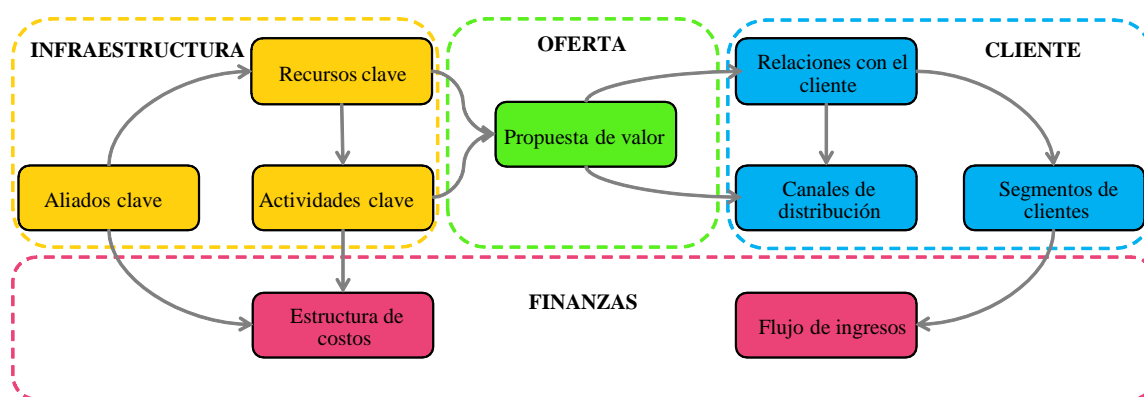 INFRAESTRUCTURA
Recursos clave
Aliados clave
Actividades clave
OFERTA
Propuesta de valor
CLIENTE
Relaciones con el
cliente
Canales de
distribución
Segmentos de
clientes
FINANZAS
Estructura de
costos
Flujo de ingresos